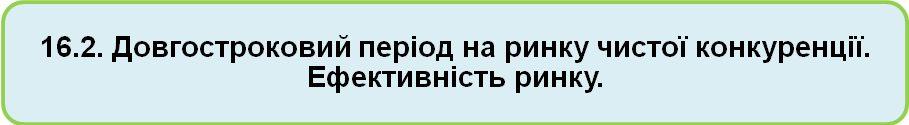 16.2. Довгостроковий період на ринку чистої конкуренції.
Ефективність ринку.